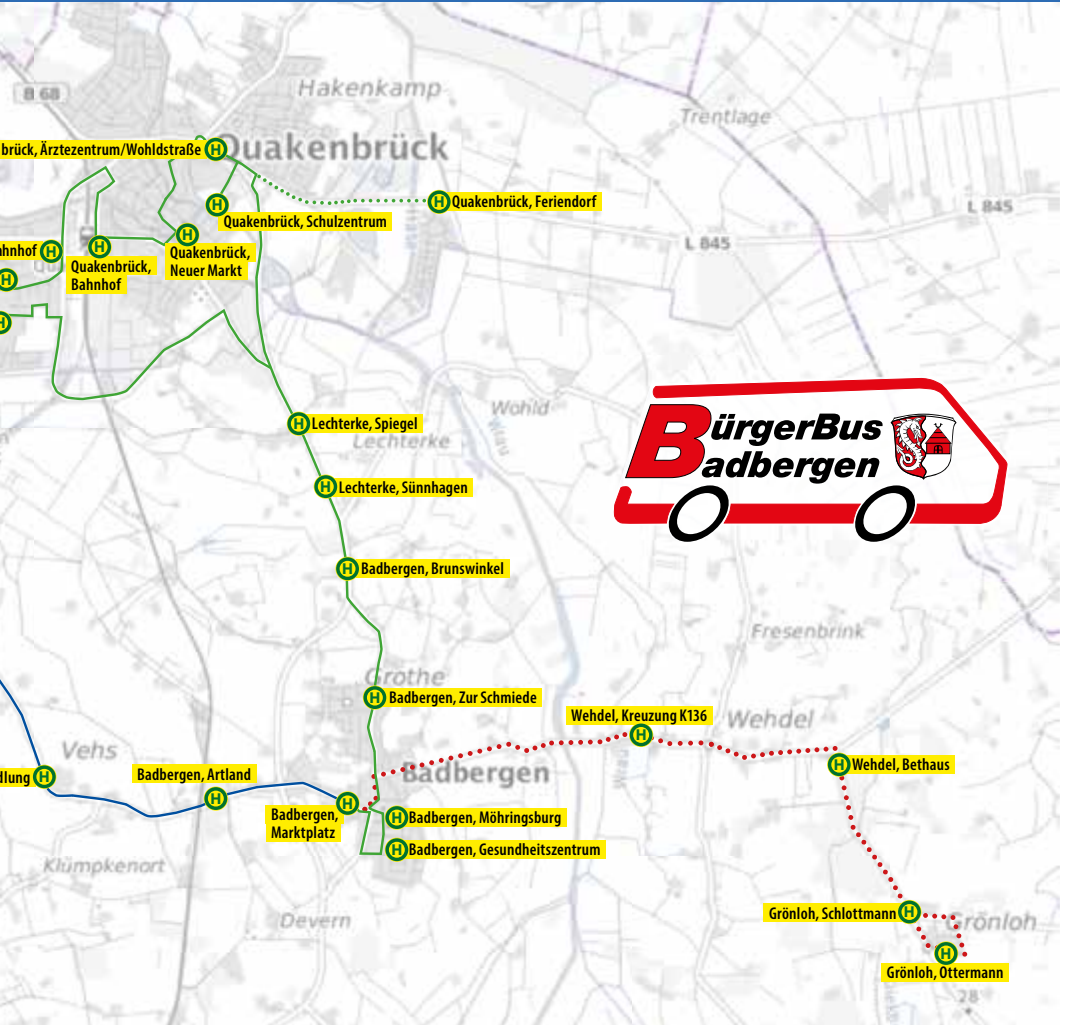 Hakenkamp
B 68
Trentlage
brück, Ärztezentrum/Wohldstraße
H
Quakenbrück
H
Quakenbrück, Feriendorf
L 845
H
Quakenbrück, Schulzentrum
L 845
H
Quakenbrück,
Neuer Markt
hnhof
H
H
Quakenbrück,
Bahnhof
H
H
Wohld
H
Lechterke, Spiegel
Lechterke
BürgerBus
Badbergen
H
Lechterke, Sünnhagen
H
Badbergen, Brunswinkel
Fresenbrink
Grothe
H
Badbergen, Zur Schmiede
Wehdel, Kreuzung K136
H
Wehdel
Vehs
dlung
H
Badbergen, Artland
H
Badbergen
H
Wehdel, Bethaus
Badbergen,
Marktplatz
H
H
Badbergen, Möhringsburg
H
Badbergen, Gesundheitszentrum
Klümpkenort
Devern
Grönloh, Schlottmann
H
Grönloh
H
Grönloh, Ottermann
28